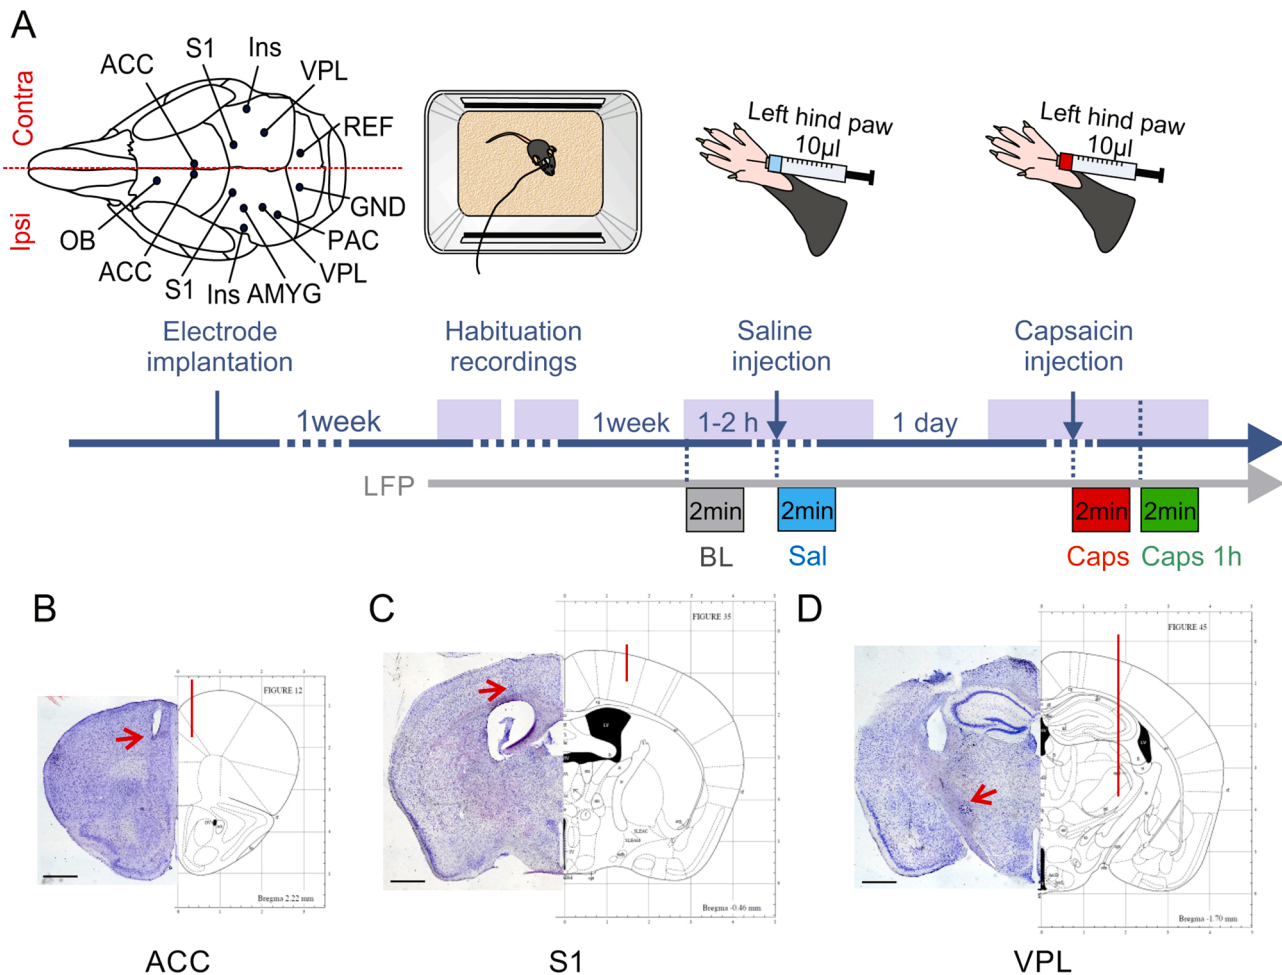 A
Contra
Ipsi
ACC
S1
Ins
VPL
REF
GND
PAC
VPL
AMYG
Ins
S1
ACC
OB
Left hind paw
10µl
Left hind paw
10µl
Electrode
implantation
Habituation
recordings
Saline
injection
Capsaicin
injection
1week
1week
1-2 h
1 day
LFP
2min
2min
2min
2min
BL
Sal
Caps
Caps 1h
B
FIGURE 12
Bregma 2.22 mm
ACC
C
FIGURE 35
LV
Bregma -0.46 mm
S1
D
FIGURE 45
LV
Bregma -1.70 mm
VPL